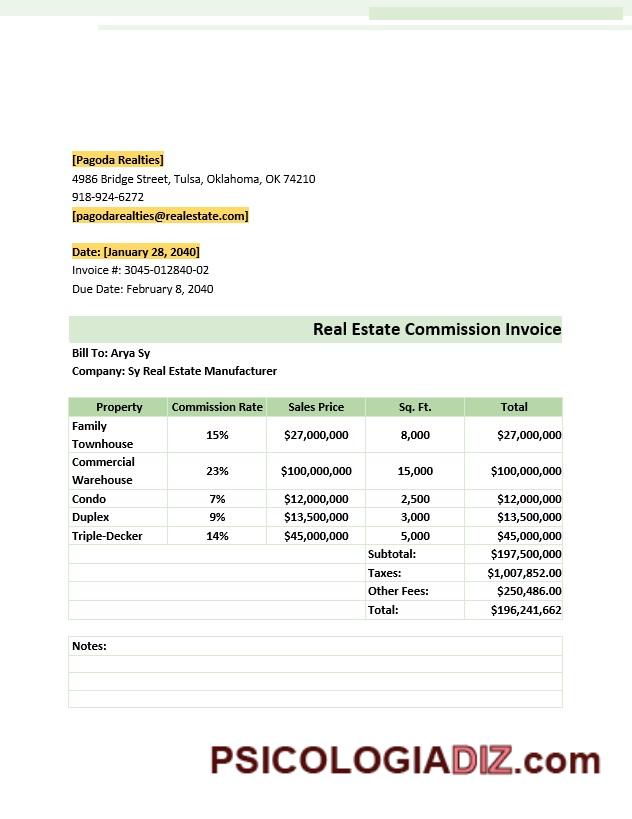 [Pagoda Realties]
4986 Bridge Street, Tulsa, Oklahoma, OK 74210
918-924-6272
[pagodarealties@realestate.com]
Date: [January 28, 2040]
Invoice #: 3045-012840-02
Due Date: February 8, 2040
Real Estate Commission Invoice
Bill To: Arya Sy
Company: Sy Real Estate Manufacturer
Property Commission Rate Sales Price Sq. Ft. Total
Family
Townhouse 15% $27,000,000 8,000 $27,000,000
Commercial
Warehouse 23% $100,000,000 15,000 $100,000,000
Condo 7% $12,000,000 2,500 $12,000,000
Duplex 9% $13,500,000 3,000 $13,500,000
Triple-Decker 14% $45,000,000 5,000 $45,000,000
Subtotal: $197,500,000
Taxes: $1,007,852.00
Other Fees: $250,486.00
Total: $196,241,662
Notes:
PSICOLOGIADIZ.com